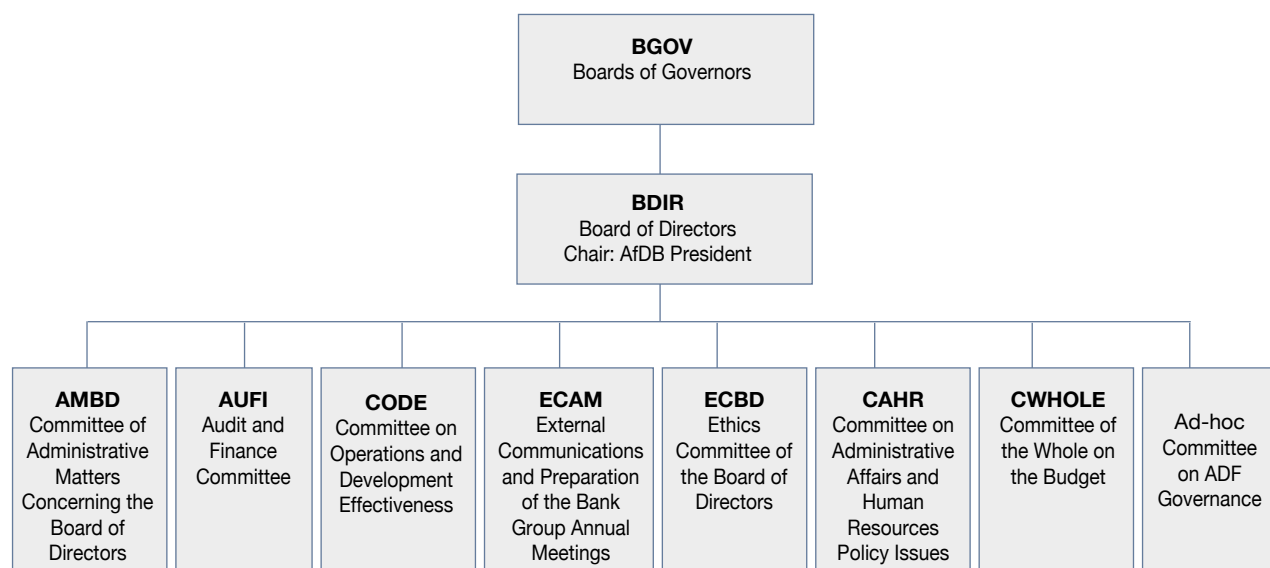 BGOV
Boards of Governors
BDIR
Board of Directors
Chair: AfDB President
AMBD
Committee of
Administrative
Matters
Concerning the
Board of
Directors
AUFI
Audit and
Finance
Committee
CODE
Committee on
Operations and
Development
Effectiveness
ECAM
External
Communications
and Preparation
of the Bank
Group Annual
Meetings
ECBD
Ethics
Committee of
the Board of
Directors
CAHR
Committee on
Administrative
Affairs and
Human
Resources
Policy Issues
CWHOLE
Committee of
the Whole on
the Budget
Ad-hoc
Committee
on ADF
Governance